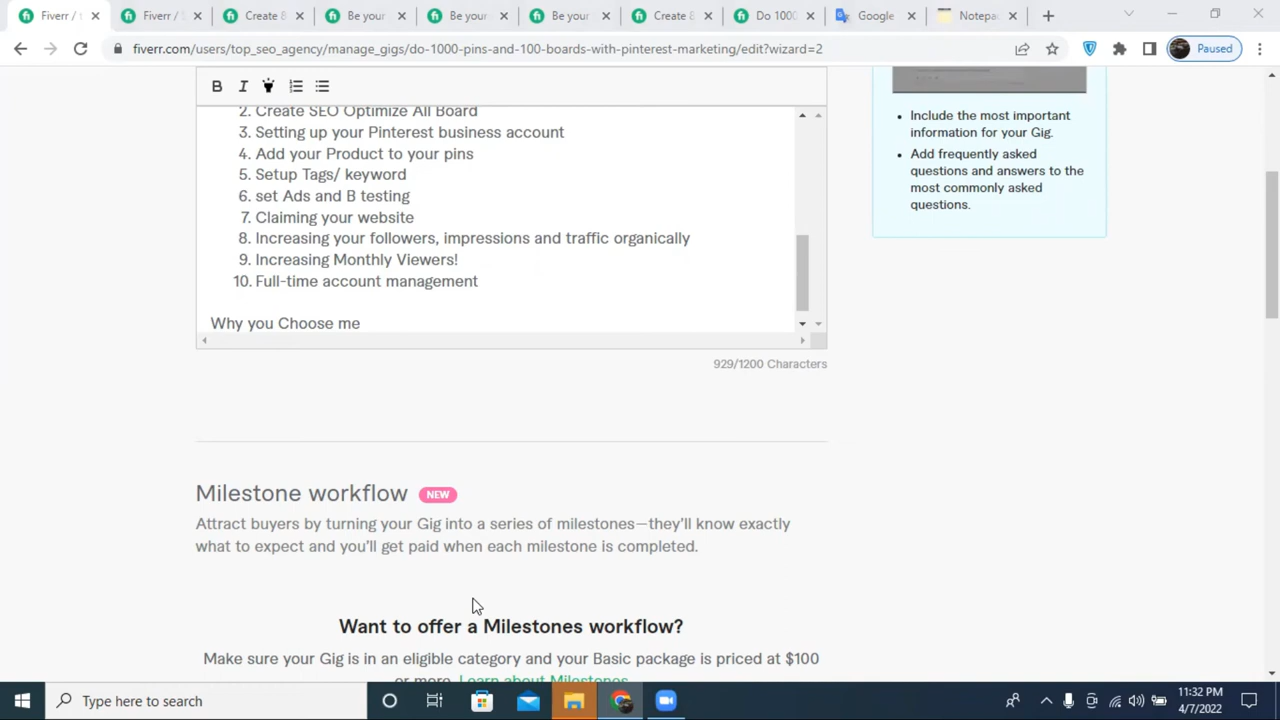 Fiverr /
Fiverr /
Create 8
Be your
Be your
Be your
Create 8
Do 1000
Google
Notepa
fiverr.com/users/top_seo_agency/manage_gigs/do-1000-pins-and-100-boards-with-pinterest-marketing/edit?wizard=2
Paused
B I
2. Create SEO Optimize All Board
3. Setting up your Pinterest business account
4. Add your Product to your pins
5. Setup Tags/ keyword
6. set Ads and B testing
7. Claiming your website
8. Increasing your followers, impressions and traffic organically
9. Increasing Monthly Viewers!
10. Full-time account management
Why you Choose me
929/1200 Characters
Include the most important
information for your Gig.
Add frequently asked
questions and answers to the
most commonly asked
questions.
Milestone workflow NEW
Attract buyers by turning your Gig into a series of milestones—they'll know exactly
what to expect and you'll get paid when each milestone is completed.
Want to offer a Milestones workflow?
Make sure your Gig is in an eligible category and your Basic package is priced at $100
or more. Learn about Milestones
Type here to search
11:32 PM
4/7/2022